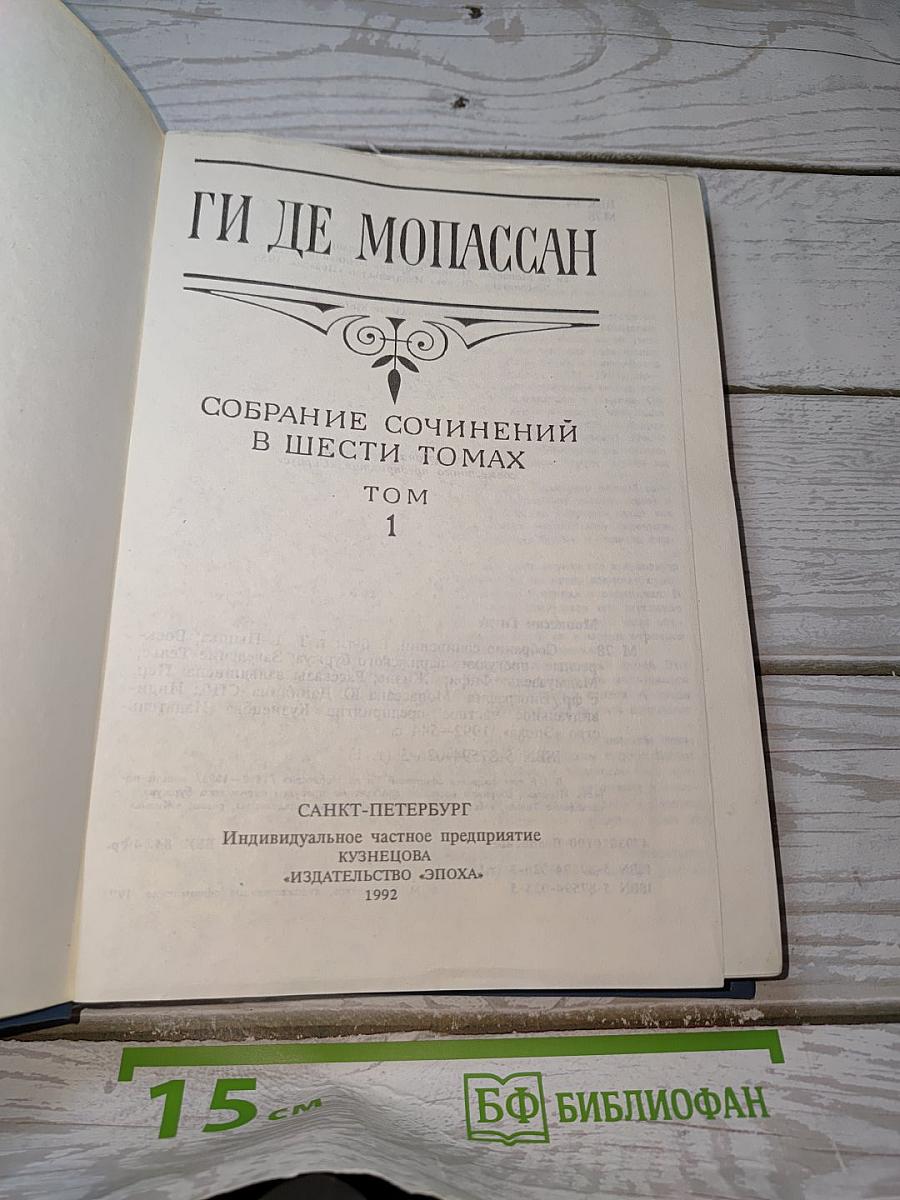 ГИ ДЕ МОПАССАН
СОБРАНИЕ СОЧИНЕНИЙ
В ШЕСТИ ТОМАХ
ТОМ
1
САНКТ-ПЕТЕРБУРГ
Индивидуальное частное предприятие
КУЗНЕЦОВА
«ИЗДАТЕЛЬСТВО «ЭПОХА»
1992
15 см
БФ БИБЛИОФАН